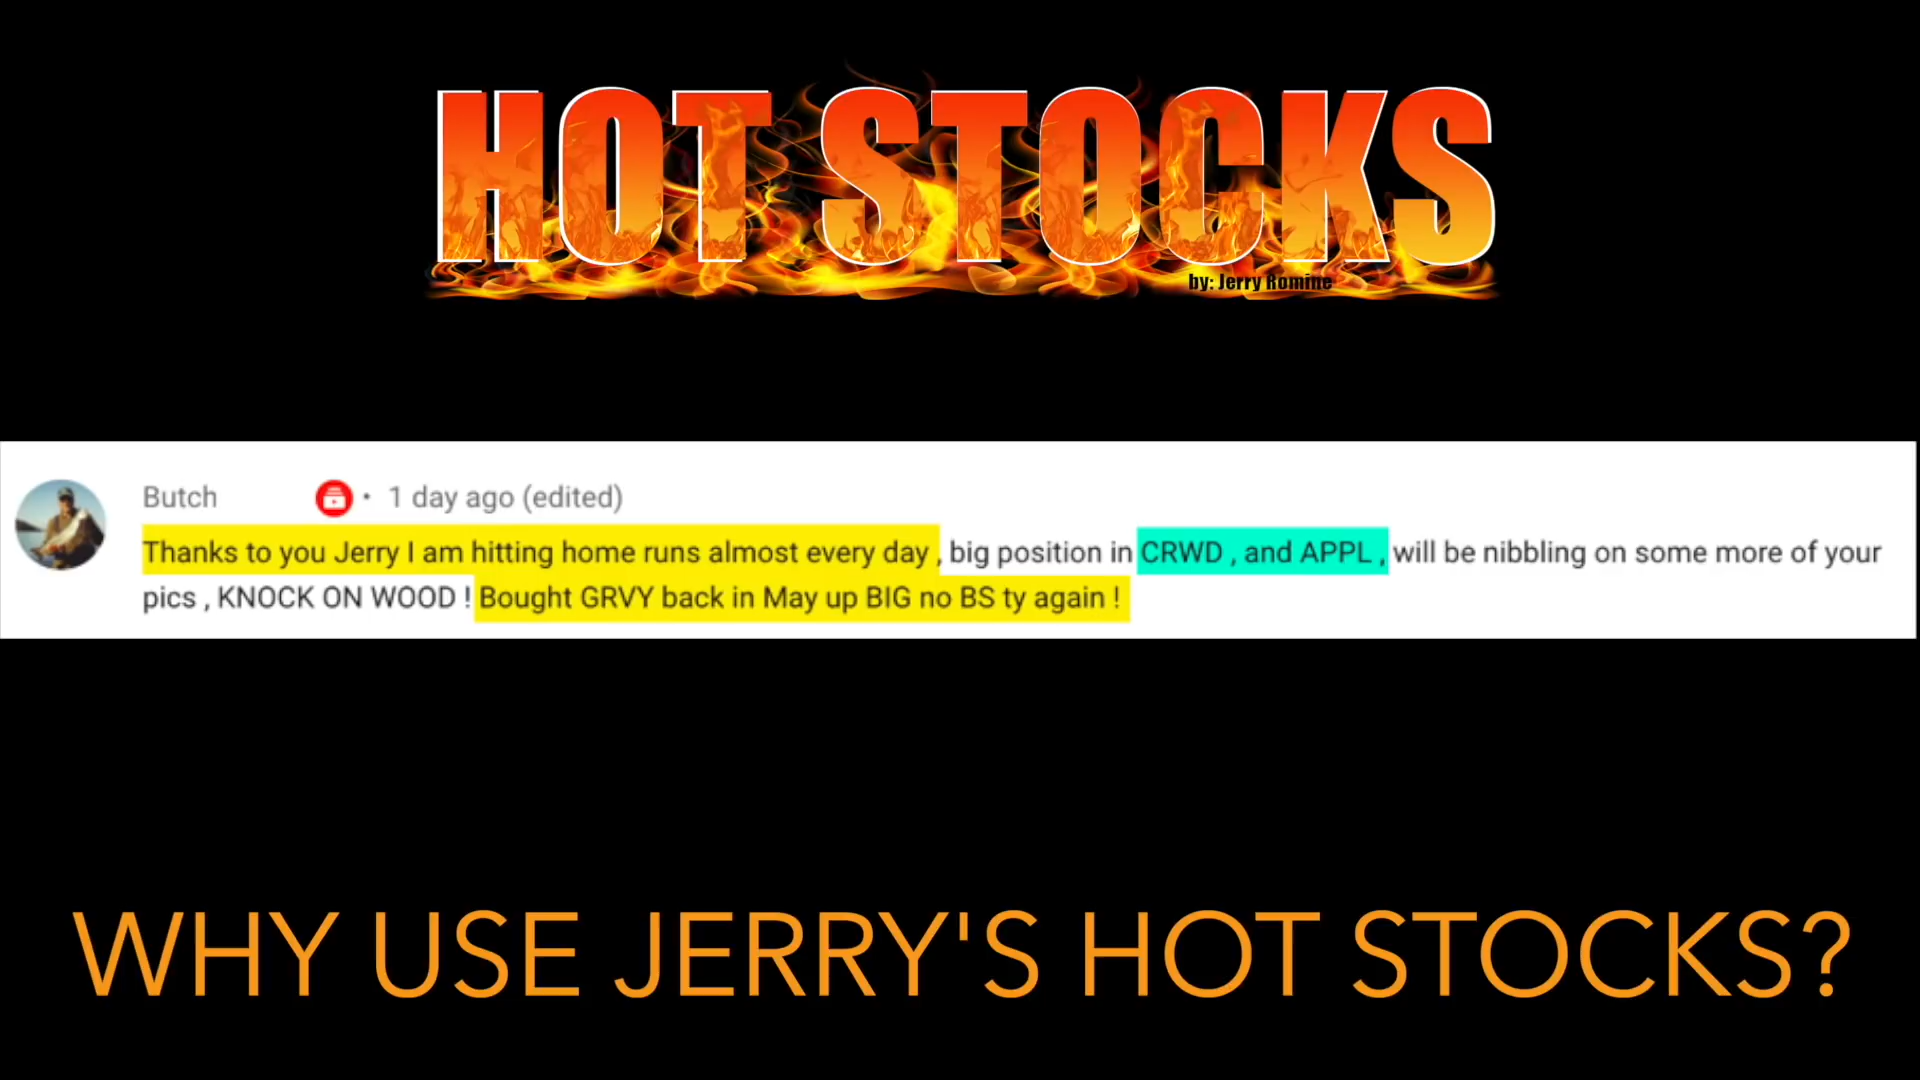 HOT STOCKS
by: Jerry Romine
Butch • 1 day ago (edited)
Thanks to you Jerry I am hitting home runs almost every day , big position in CRWD , and APPL , will be nibbling on some more of your
pics , KNOCK ON WOOD ! Bought GRVY back in May up BIG no BS ty again !
WHY USE JERRY'S HOT STOCKS?